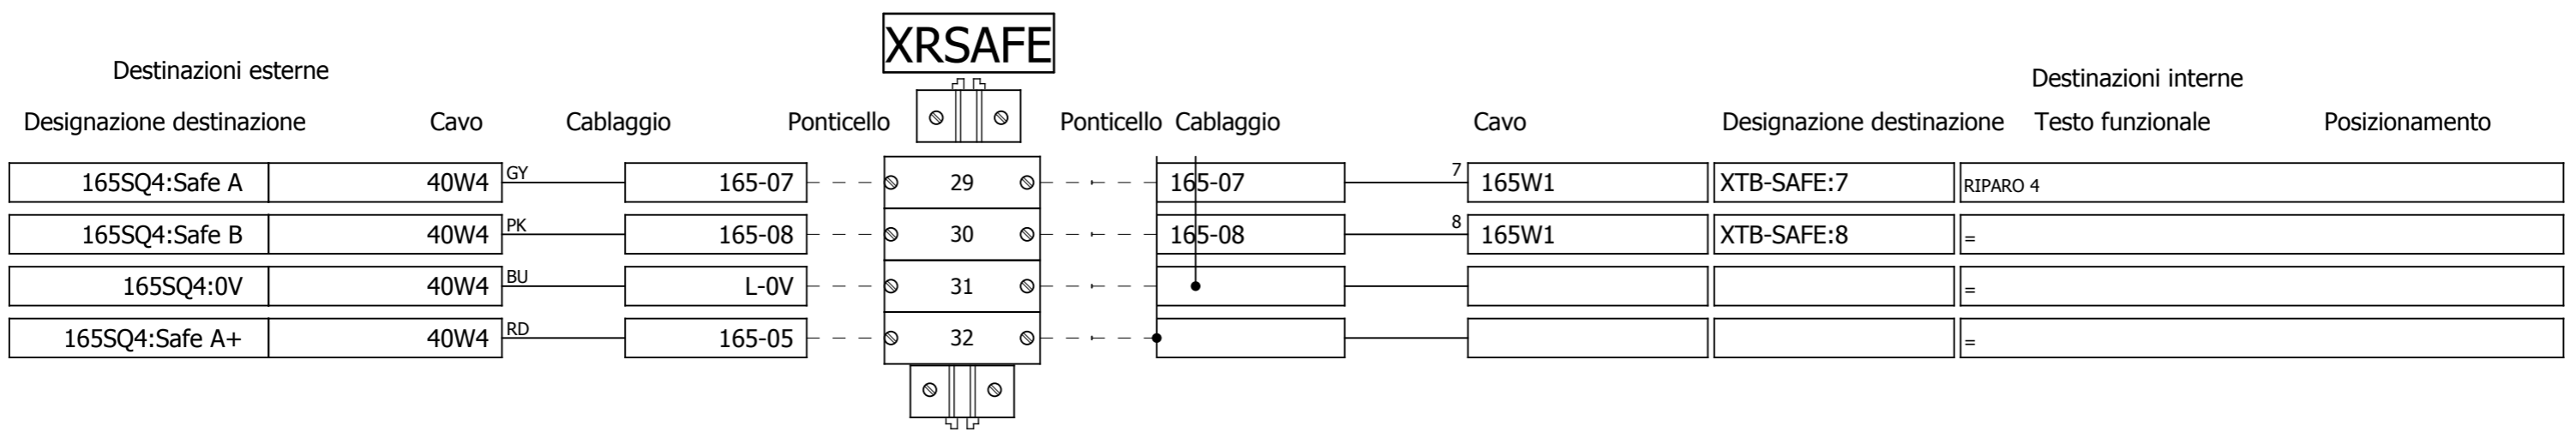 XRSAFE
Destinazioni esterne
Destinazioni interne
Designazione destinazione Cavo Cablaggio Ponticello Ponticello Cablaggio Cavo Designazione destinazione Testo funzionale Posizionamento
165SQ4:Safe A 40W4 GY 165-07 29 165-07 7 165W1 XTB-SAFE:7 RIPARO 4
165SQ4:Safe B 40W4 PK 165-08 30 165-08 8 165W1 XTB-SAFE:8 =
165SQ4:0V 40W4 BU L-0V 31 =
165SQ4:Safe A+ 40W4 RD 165-05 32 =